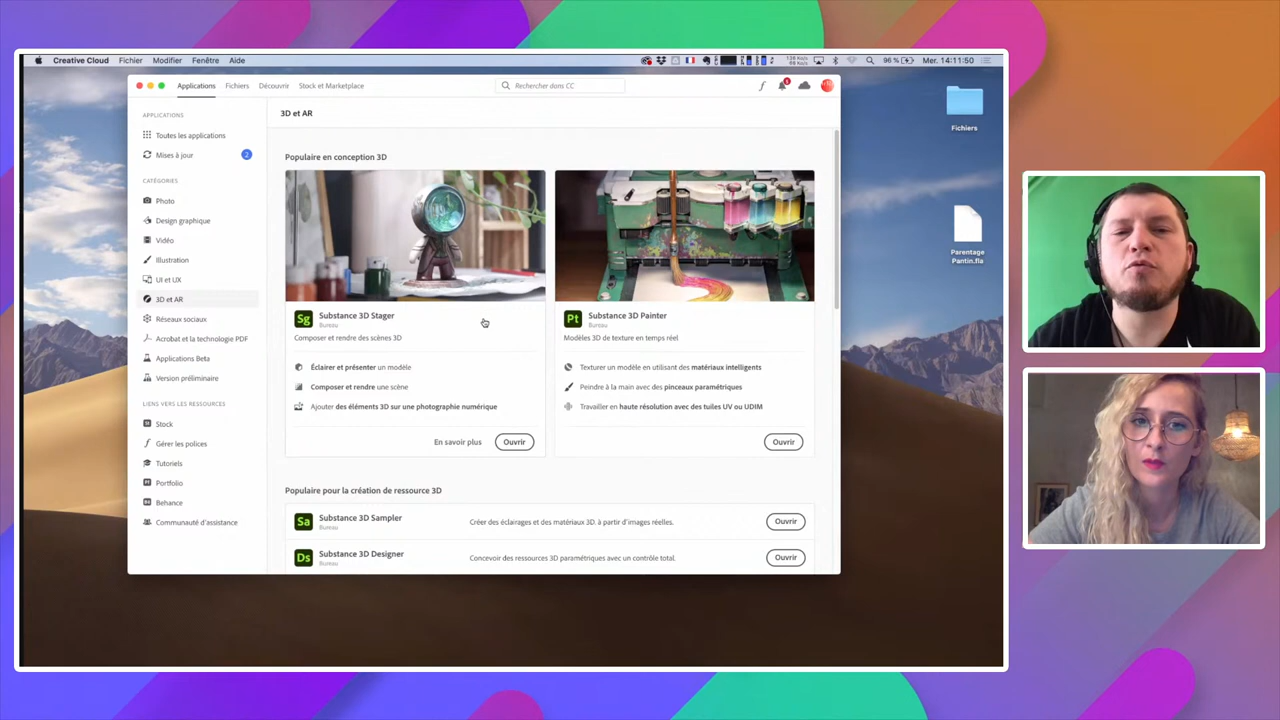 Creative Cloud Fichier Modifier Fenêtre Aide
96 % Mer. 14:11:50
Applications Fichiers Découvrir Stock et Marketplace
Rechercher dans CC
1
APPLICATIONS
Toutes les applications
Mises à jour 2
CATÉGORIES
Photo
Design graphique
Vidéo
Illustration
UI et UX
3D et AR
Réseaux sociaux
Acrobat et la technologie PDF
Applications Beta
Version préliminaire
LIENS VERS LES RESSOURCES
St Stock
Gérer les polices
Tutoriels
Portfolio
Bē Behance
Communauté d'assistance
3D et AR
Populaire en conception 3D
Sg Substance 3D Stager
Bureau
Composer et rendre des scènes 3D
Éclairer et présenter un modèle
Composer et rendre une scène
Ajouter des éléments 3D sur une photographie numérique
En savoir plus Ouvrir
Pt Substance 3D Painter
Bureau
Modèles 3D de texture en temps réel
Texturer un modèle en utilisant des matériaux intelligents
Peindre à la main avec des pinceaux paramétriques
Travailler en haute résolution avec des tuiles UV ou UDIM
Ouvrir
Populaire pour la création de ressource 3D
Sa Substance 3D Sampler
Bureau
Créer des éclairages et des matériaux 3D. à partir d'images réelles.
Ouvrir
Ds Substance 3D Designer
Bureau
Concevoir des ressources 3D paramétriques avec un contrôle total.
Ouvrir
Fichiers
Parentage
Pantin.fla